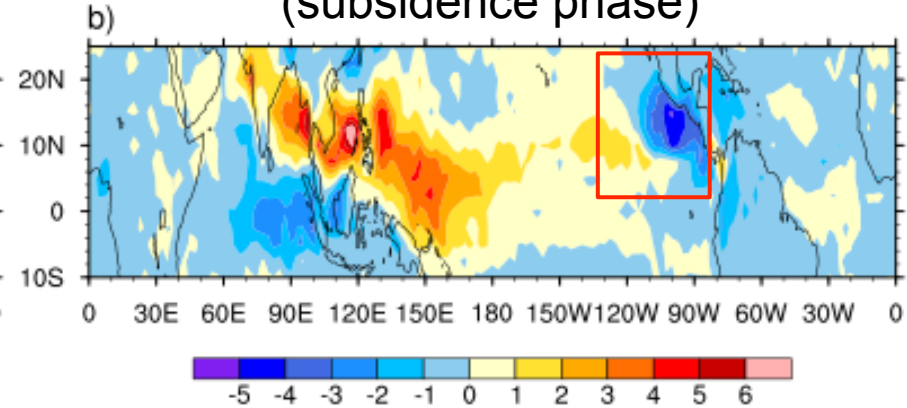 (subsidence phase)
b)
20N
10N
0
10S
0 30E 60E 90E 120E 150E 180 150W 120W 90W 60W 30W 0
-5 -4 -3 -2 -1 0 1 2 3 4 5 6